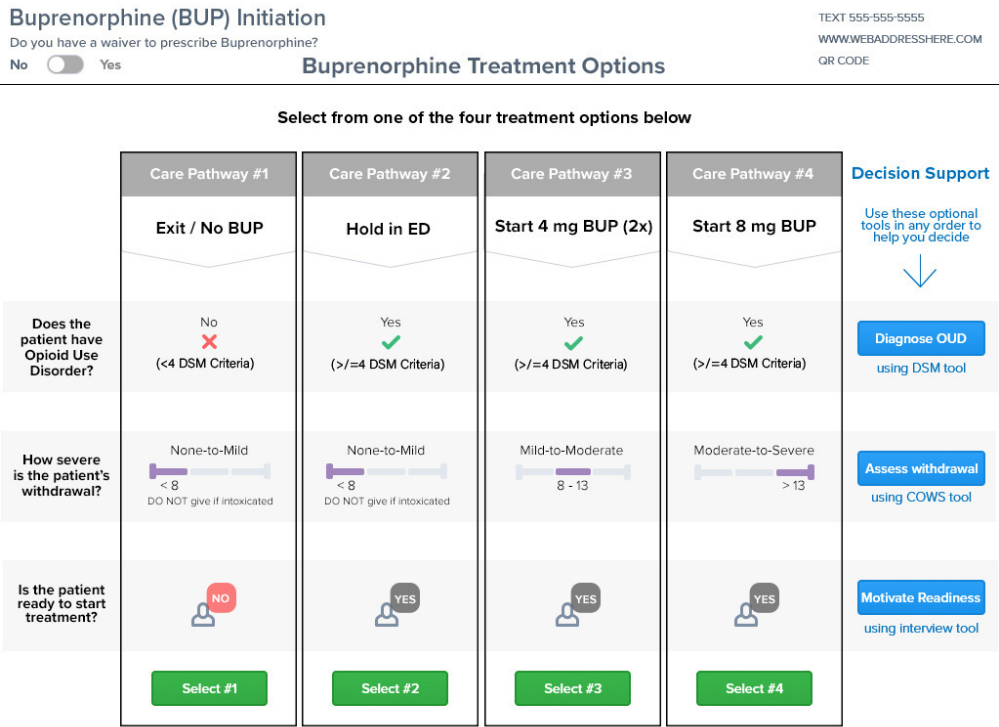 Buprenorphine (BUP) Initiation
Do you have a waiver to prescribe Buprenorphine?
No Yes
Buprenorphine Treatment Options
TEXT 555-555-5555
WWW.WEBADDRESSHERE.COM
QR CODE
Select from one of the four treatment options below
Care Pathway #1 Care Pathway #2 Care Pathway #3 Care Pathway #4 Decision Support
Exit / No BUP Hold in ED Start 4 mg BUP (2x) Start 8 mg BUP
Use these optional
tools in any order to
help you decide
Does the
patient have
Opioid Use
Disorder?
No Yes Yes Yes
(<4 DSM Criteria) (>/=4 DSM Criteria) (>/=4 DSM Criteria) (>/=4 DSM Criteria)
Diagnose OUD
using DSM tool
How severe
is the patient's
withdrawal?
None-to-Mild None-to-Mild Mild-to-Moderate Moderate-to-Severe
< 8 < 8 8 - 13 > 13
DO NOT give if intoxicated DO NOT give if intoxicated
Assess withdrawal
using COWS tool
Is the patient
ready to start
treatment?
NO YES YES YES
Motivate Readiness
using interview tool
Select #1 Select #2 Select #3 Select #4